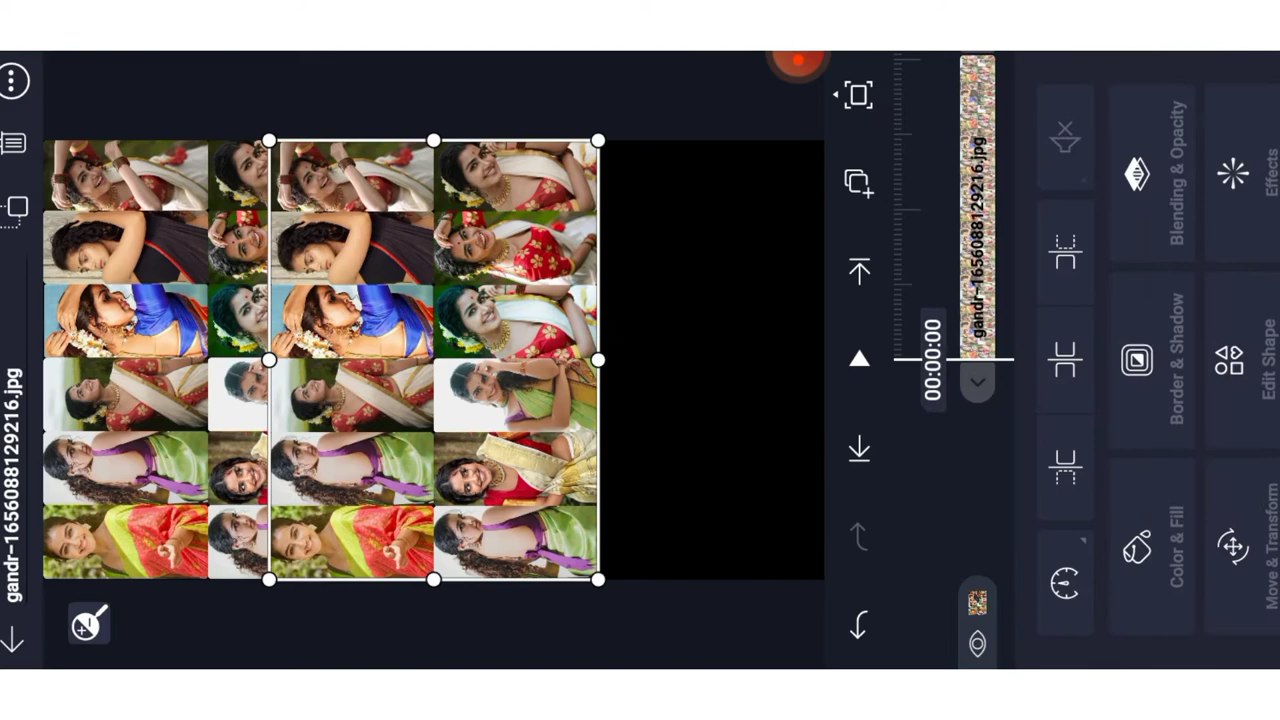 gandr-1656088129216.jpg
00:00:00
gandr-1656088129216.jpg
Color & Fill
Border & Shadow
Blending & Opacity
Move & Transform
Edit Shape
Effects